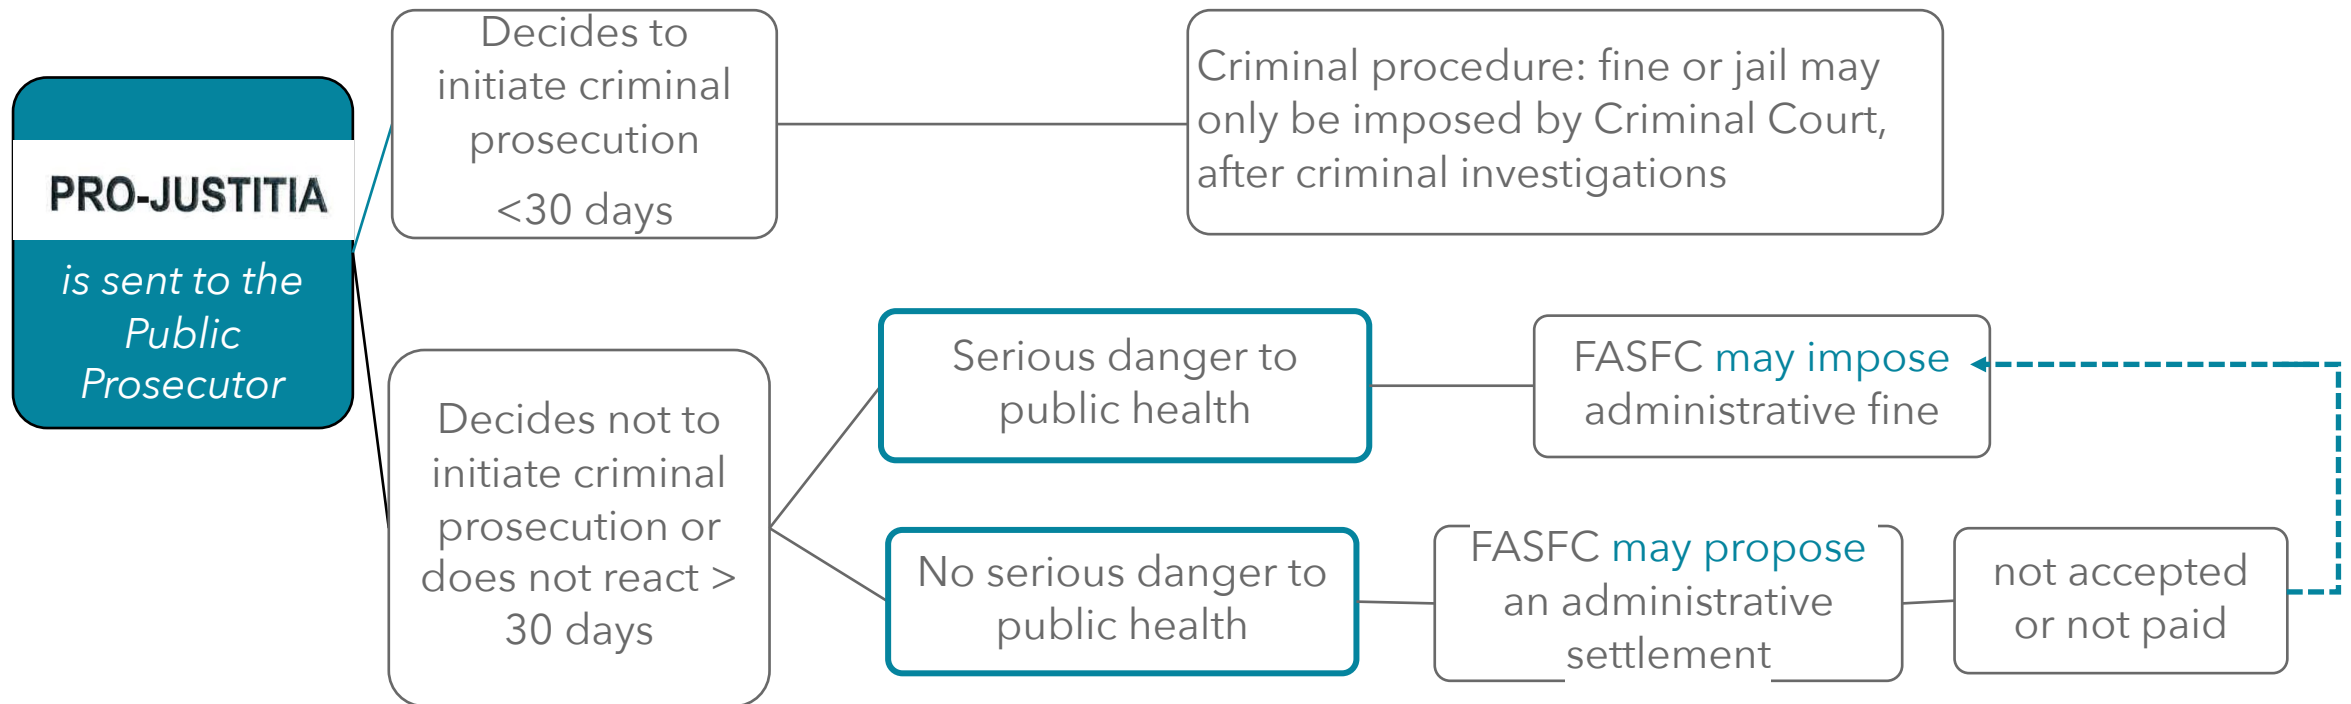 PRO-JUSTITIA
is sent to the
Public
Prosecutor
Decides to
initiate criminal
prosecution
<30 days
Criminal procedure: fine or jail may
only be imposed by Criminal Court,
after criminal investigations
Decides not to
initiate criminal
prosecution or
does not react >
30 days
Serious danger to
public health
FASFC may impose
administrative fine
No serious danger to
public health
FASFC may propose
an administrative
settlement
not accepted
or not paid